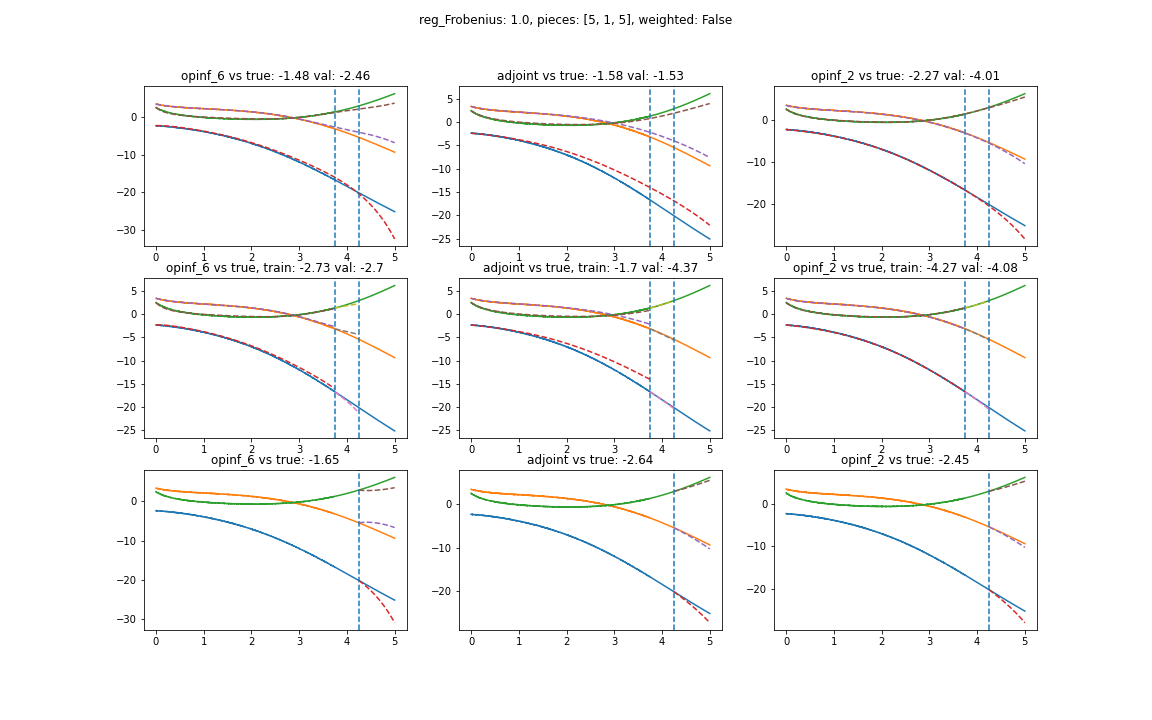 reg_Frobenius: 1.0, pieces: [5, 1, 5], weighted: False
opinf_6 vs true: -1.48 val: -2.46
0
−10
−20
−30
0 1 2 3 4 5
adjoint vs true: -1.58 val: -1.53
5
0
−5
−10
−15
−20
−25
0 1 2 3 4 5
opinf_2 vs true: -2.27 val: -4.01
0
−10
−20
0 1 2 3 4 5
opinf_6 vs true, train: -2.73 val: -2.7
5
0
−5
−10
−15
−20
−25
0 1 2 3 4 5
adjoint vs true, train: -1.7 val: -4.37
5
0
−5
−10
−15
−20
−25
0 1 2 3 4 5
opinf_2 vs true, train: -4.27 val: -4.08
5
0
−5
−10
−15
−20
−25
0 1 2 3 4 5
opinf_6 vs true: -1.65
0
−10
−20
−30
0 1 2 3 4 5
adjoint vs true: -2.64
0
−10
−20
0 1 2 3 4 5
opinf_2 vs true: -2.45
0
−10
−20
0 1 2 3 4 5